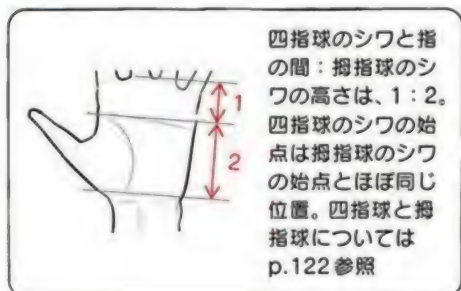 四指球のシワと指
の間：拇指球のシ
ワの高さは、1：2。
四指球のシワの始
点は拇指球のシワ
の始点とほぼ同じ
位置。四指球と拇
指球については
p.122参照
1
2